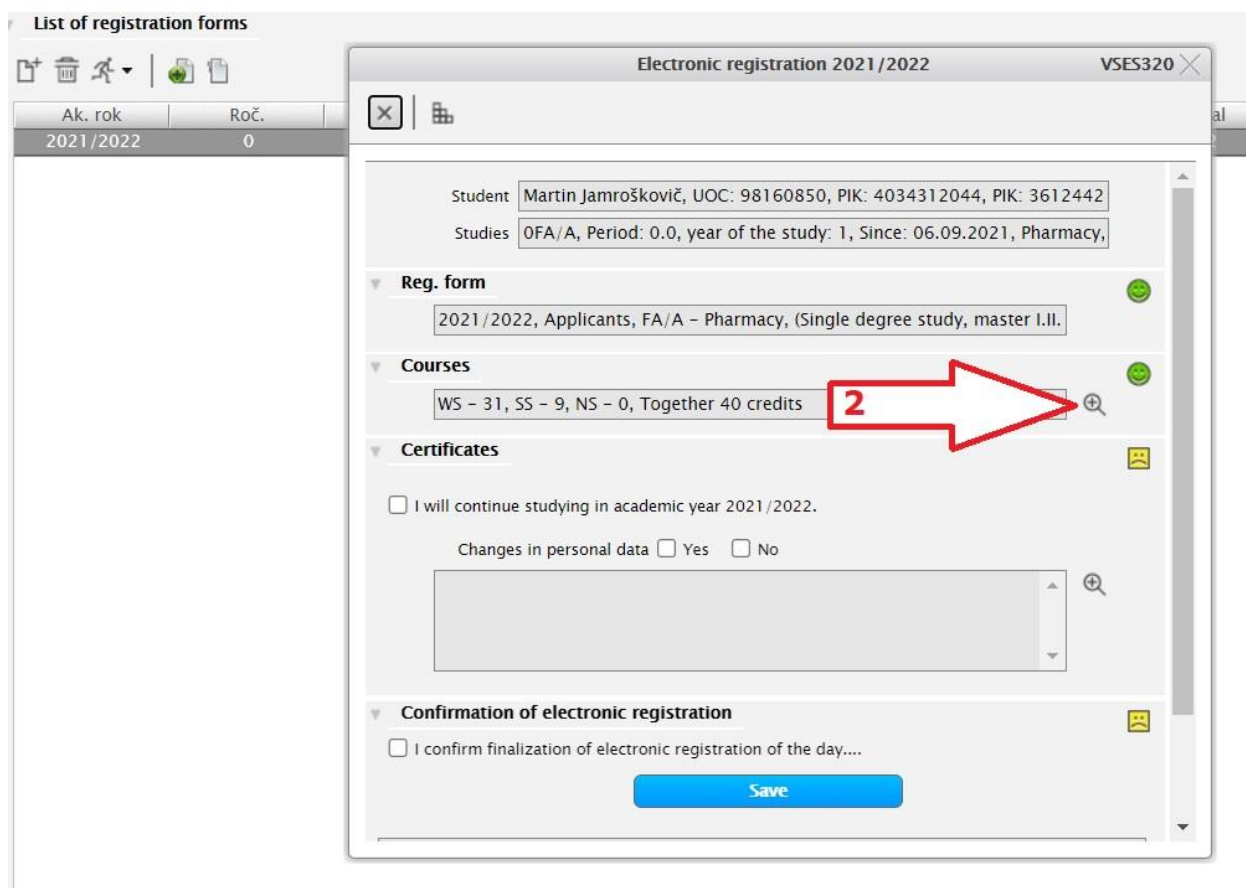 List of registration forms
Electronic registration 2021/2022 VSES320
Ak. rok Roč. al
2021/2022 0
Student Martin Jamroškovič, UOC: 98160850, PIK: 4034312044, PIK: 3612442
Studies 0FA/A, Period: 0.0, year of the study: 1, Since: 06.09.2021, Pharmacy,
Reg. form
2021/2022, Applicants, FA/A – Pharmacy, (Single degree study, master I.II.
Courses
WS – 31, SS – 9, NS – 0, Together 40 credits 2
Certificates
I will continue studying in academic year 2021/2022.
Changes in personal data Yes No
Confirmation of electronic registration
I confirm finalization of electronic registration of the day....
Save